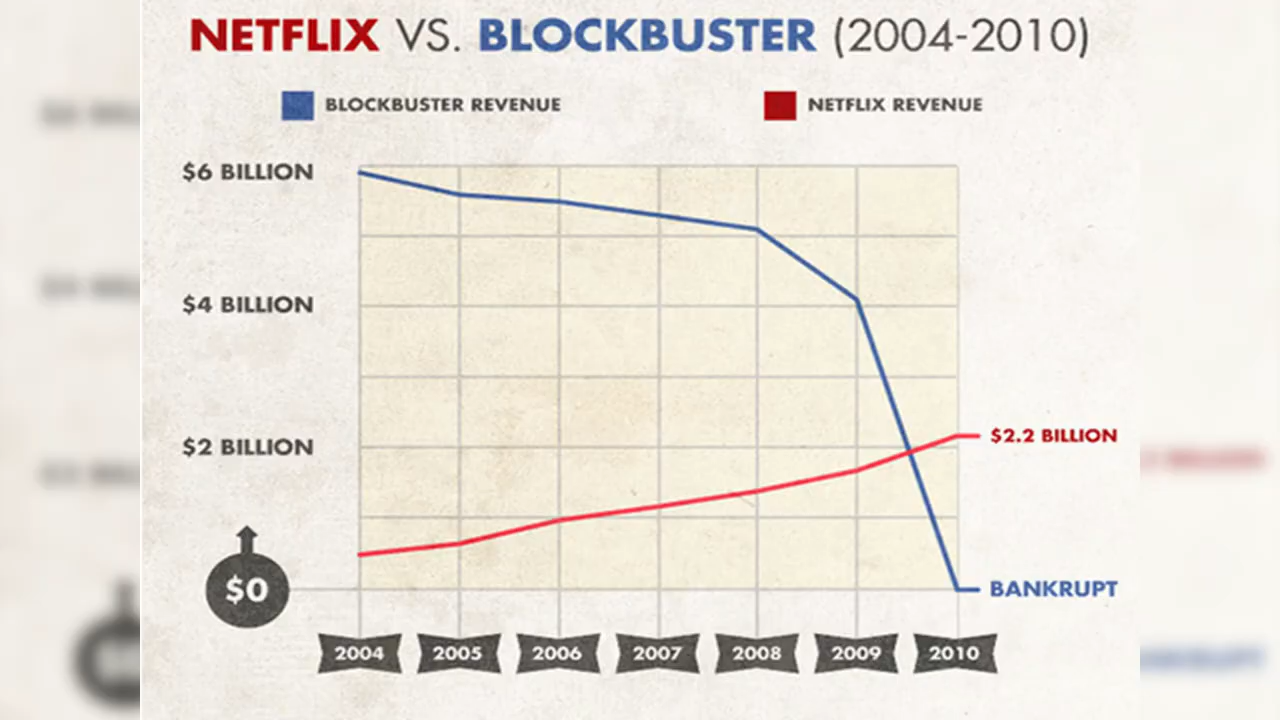 NETFLIX VS. BLOCKBUSTER (2004-2010)
BLOCKBUSTER REVENUE
NETFLIX REVENUE
$6 BILLION
$4 BILLION
$2 BILLION
$2.2 BILLION
$0
BANKRUPT
2004 2005 2006 2007 2008 2009 2010